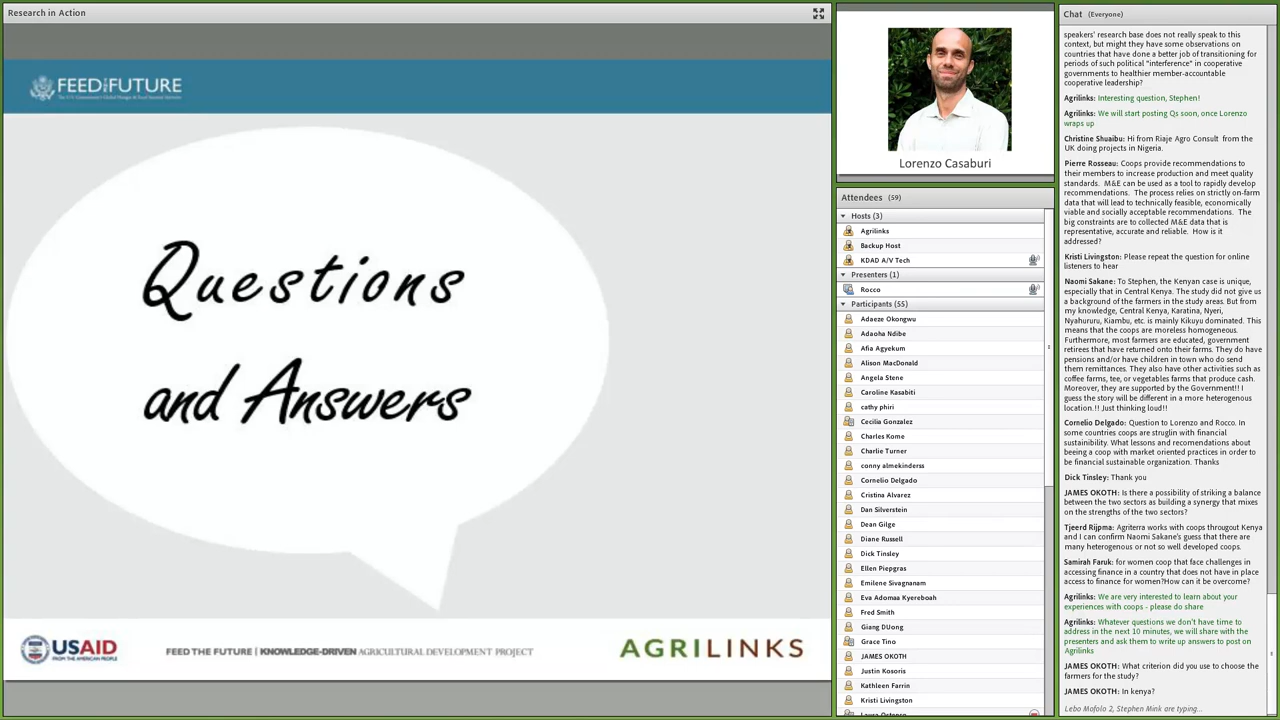 Research in Action
FEED THE FUTURE
The U.S. Government's Global Hunger & Food Security Initiative
Questions
and Answers
USAID
FROM THE AMERICAN PEOPLE
FEED THE FUTURE | KNOWLEDGE-DRIVEN AGRICULTURAL DEVELOPMENT PROJECT
AGRILINKS
Lorenzo Casaburi
Attendees (59)
Hosts (3)
Agrilinks
Backup Host
KDAD A/V Tech
Presenters (1)
Rocco
Participants (55)
Adaeze Okongwu
Adaoha Ndibe
Afia Agyekum
Alison MacDonald
Angela Stene
Caroline Kasabiti
cathy phiri
Cecilia Gonzalez
Charles Kome
Charlie Turner
conny almekinderss
Cornelio Delgado
Cristina Alvarez
Dan Silverstein
Dean Gilge
Diane Russell
Dick Tinsley
Ellen Piepgras
Emilene Sivagnanam
Eva Adomaa Kyereboah
Fred Smith
Giang DUong
Grace Tino
JAMES OKOTH
Justin Kosoris
Kathleen Farrin
Kristi Livingston
Chat (Everyone)
speakers' research base does not really speak to this
context, but might they have some observations on
countries that have done a better job of transitioning for
periods of such political "interference" in cooperative
governments to healthier member-accountable
cooperative leadership?
Agrilinks: Interesting question, Stephen!
Agrilinks: We will start posting Qs soon, once Lorenzo
wraps up
Christine Shuaibu: Hi from Riaje Agro Consult from the
UK doing projects in Nigeria.
Pierre Rosseau: Coops provide recommendations to
their members to increase production and meet quality
standards. M&E can be used as a tool to rapidly develop
recommendations. The process relies on strictly on-farm
data that will lead to technically feasible, economically
viable and socially acceptable recommendations. The
big constraints are to collected M&E data that is
representative, accurate and reliable. How is it
addressed?
Kristi Livingston: Please repeat the question for online
listeners to hear
Naomi Sakane: To Stephen, the Kenyan case is unique,
especially that in Central Kenya. The study did not give us
a background of the farmers in the study areas. But from
my knowledge, Central Kenya, Karatina, Nyeri,
Nyahururu, Kiambu, etc. is mainly Kikuyu dominated. This
means that the coops are moreless homogeneous.
Furthermore, most farmers are educated, government
retirees that have returned onto their farms. They do have
pensions and/or have children in town who do send
them remittances. They also have other activities such as
coffee farms, tee, or vegetables farms that produce cash.
Moreover, they are supported by the Government!! I
guess the story will be different in a more heterogenous
location.!! Just thinking loud!!
Cornelio Delgado: Question to Lorenzo and Rocco. In
some countries coops are struglin with financial
sustainibility. What lessons and recomendations about
beeing a coop with market oriented practices in order to
be financial sustainable organization. Thanks
Dick Tinsley: Thank you
JAMES OKOTH: Is there a possibility of striking a balance
between the two sectors as building a synergy that mixes
on the strengths of the two sectors?
Tjeerd Rijpma: Agriterra works with coops througout Kenya
and I can confirm Naomi Sakane's guess that there are
many heterogenous or not so well developed coops.
Samirah Faruk: for women coop that face challenges in
accessing finance in a country that does not have in place
access to finance for women?How can it be overcome?
Agrilinks: We are very interested to learn about your
experiences with coops - please do share
Agrilinks: Whatever questions we don't have time to
address in the next 10 minutes, we will share with the
presenters and ask them to write up answers to post on
Agrilinks
JAMES OKOTH: What criterion did you use to choose the
farmers for the study?
JAMES OKOTH: In kenya?
Lebo Mofolo 2, Stephen Mink are typing...